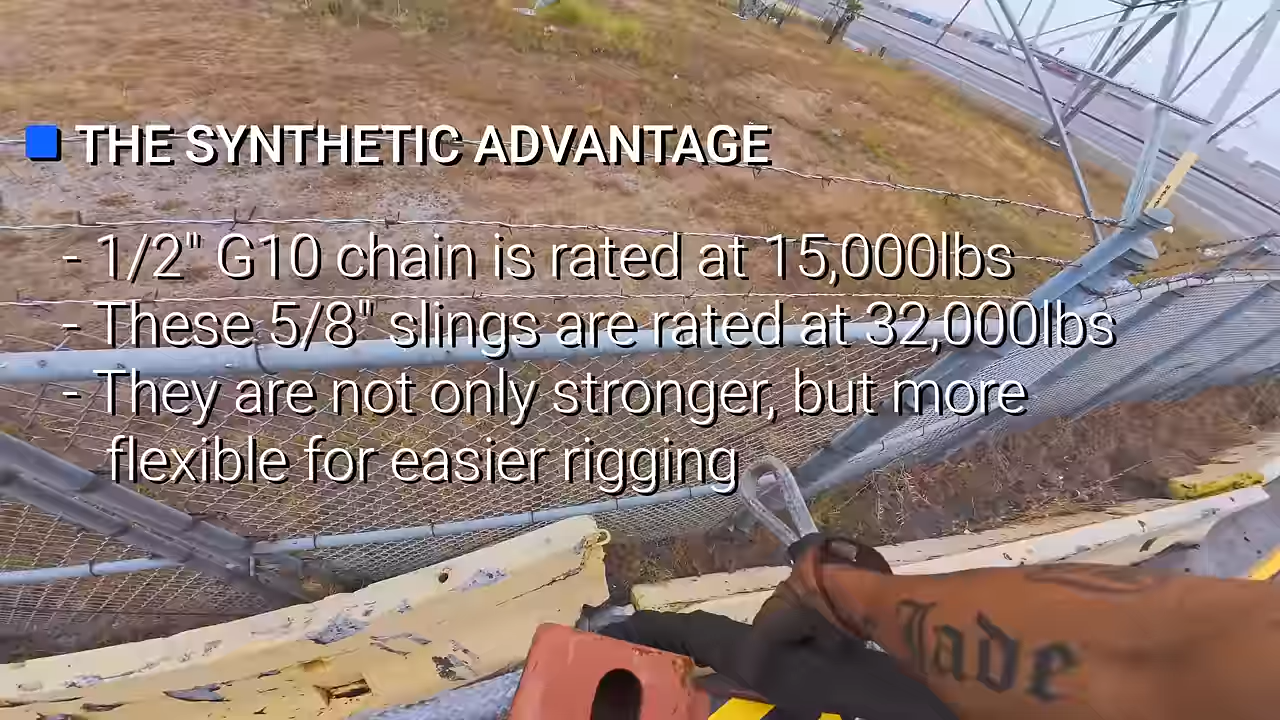 THE SYNTHETIC ADVANTAGE
- 1/2" G10 chain is rated at 15,000lbs
- These 5/8" slings are rated at 32,000lbs
- They are not only stronger, but more
flexible for easier rigging
Jade